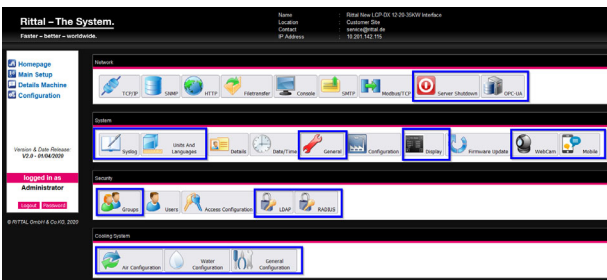 Rittal – The System.
Faster – better – worldwide.
Name Rittal New LCP-DX 12-20-35KW Interface
Location Customer Site
Contact service@rittal.de
IP Address 10.201.142.115
Homepage
Main Setup
Details Machine
Configuration
Version & Date Release:
V2.0 - 01/04/2020
logged in as
Administrator
Logout Password
© RITTAL GmbH & Co.KG. 2020
Network
TCP/IP SNMP HTTP Filetransfer Console SMTP Modbus/TCP Server Shutdown OPC-UA
System
Syslog Units And Languages Details Date/Time General Configuration Display Firmware Update WebCam Mobile
Security
Groups Users Access Configuration LDAP RADIUS
Cooling System
Air Configuration Water Configuration General Configuration